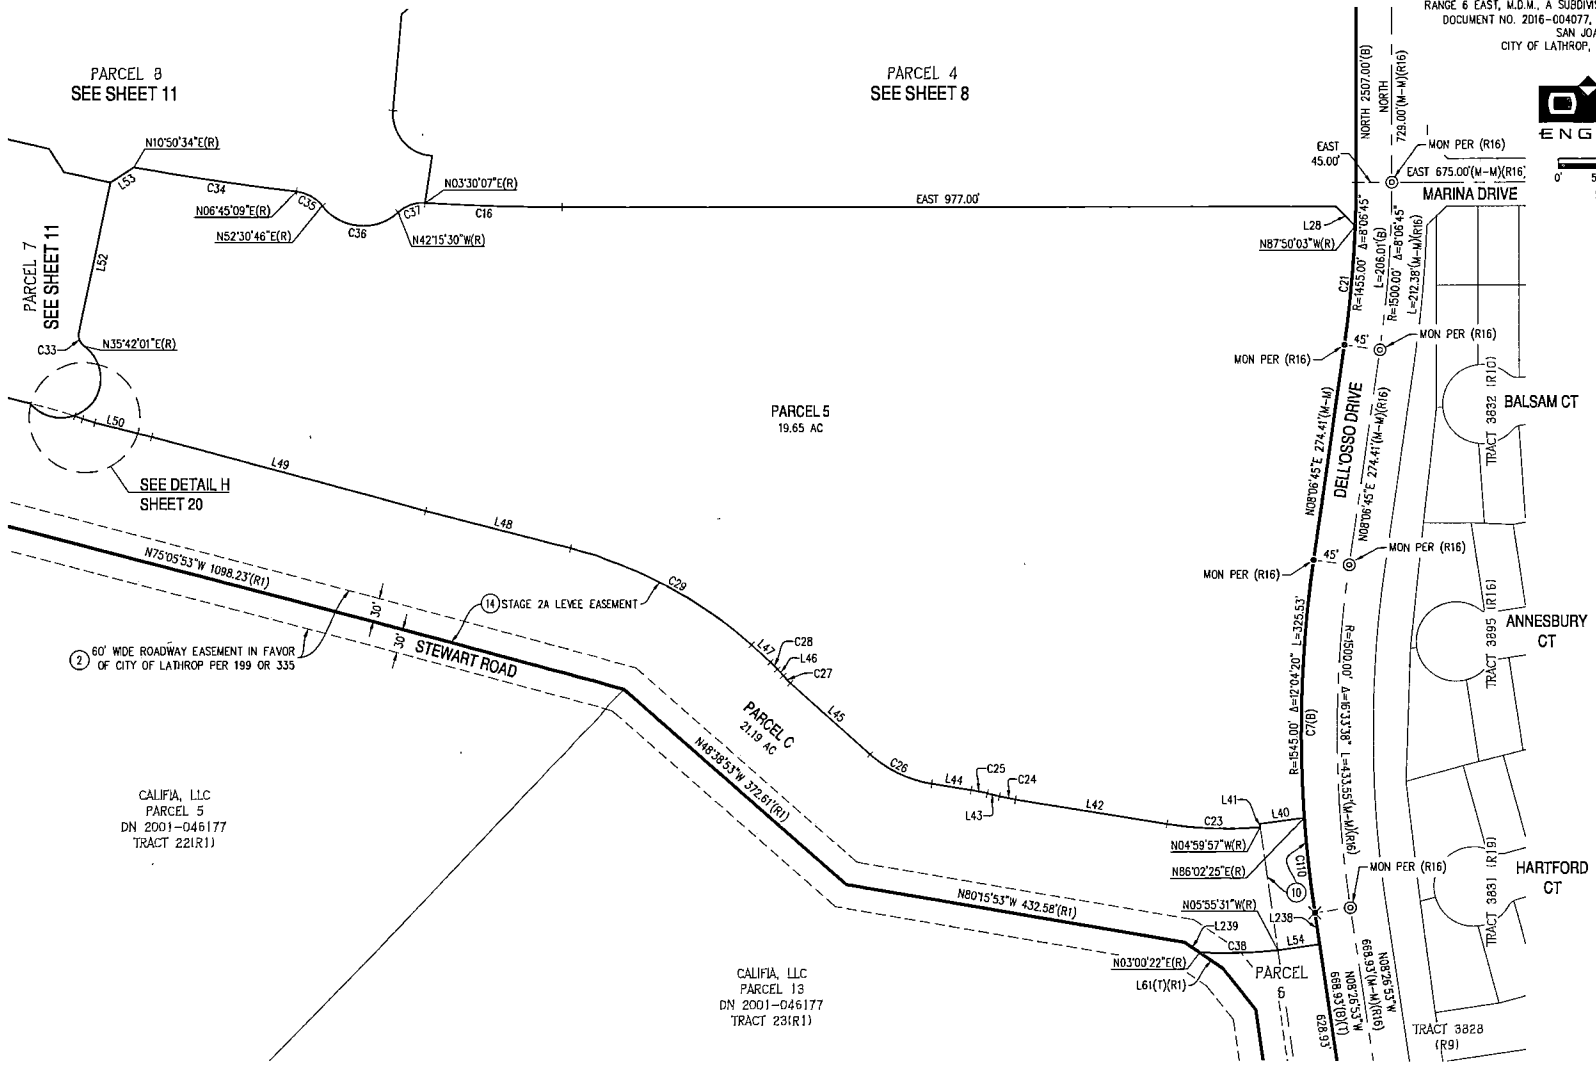 RANGE 6 EAST, M.D.M., A SUBDIVIS
DOCUMENT NO. 2016-004077,
SAN JOA
CITY OF LATHROP,
ENG
0'
PARCEL 8
SEE SHEET 11
PARCEL 4
SEE SHEET 8
NORTH 2507.00'(B)
NORTH
729.00'(M-M)(R16)
EAST
45.00'
MON PER (R16)
EAST 675.00'(M-M)(R16)
MARINA DRIVE
N10°50'34"E(R)
L53
C34
N06°45'09"E(R)
C35
N52°30'46"E(R)
C36
C37
N03°30'07"E(R)
N42°15'30"W(R)
C16
EAST 977.00'
L28
N87°50'03"W(R)
C21
R=1455.00' Δ=8°06'45"
L=206.01'(B)
R=1500.00' Δ=8°06'45"
L=212.38'(M-M)(R16)
PARCEL 7
SEE SHEET 11
L52
C33
N35°42'01"E(R)
45'
MON PER (R16)
MON PER (R16)
L50
SEE DETAIL H
SHEET 20
L49
L48
PARCEL 5
19.65 AC
N08°06'45"E 274.41'(M-M)
DELL'OSSO DRIVE
N08°06'45"E 274.41'(M-M)(R16)
TRACT 3832 (R10)
BALSAM CT
45'
MON PER (R16)
MON PER (R16)
N75°05'53"W 1098.23'(R1)
30'
30'
14 STAGE 2A LEVEE EASEMENT
C29
2 60' WIDE ROADWAY EASEMENT IN FAVOR
OF CITY OF LATHROP PER 199 OR 335
STEWART ROAD
L47
C28
L46
C27
L45
TRACT 3895 (R16)
ANNESBURY
CT
R=1545.00' Δ=12°04'20" L=325.53'
C7(B)
R=1500.00' Δ=16°33'38" L=433.55'(M-M)(R16)
PARCEL C
21.19 AC
N48°38'53"W 372.61'(R1)
C26
L44
C25
C24
L43
L42
C23
L41
L40
N04°59'57"W(R)
N86°02'25"E(R)
C110
10
MON PER (R16)
TRACT 3831 (R19)
HARTFORD
CT
CALIFIA, LLC
PARCEL 5
DN 2001-046177
TRACT 22(R1)
N80°15'53"W 432.58'(R1)
N05°55'31"W(R)
L238
L239
C38
L54
N03°00'22"E(R)
L61(T)(R1)
PARCEL
6
CALIFIA, LLC
PARCEL 13
DN 2001-046177
TRACT 23(R1)
628.93'
N08°26'53"W
668.93'(B)(T)
N08°26'53"W
668.93'(M-M)(R16)
TRACT 3828
(R9)